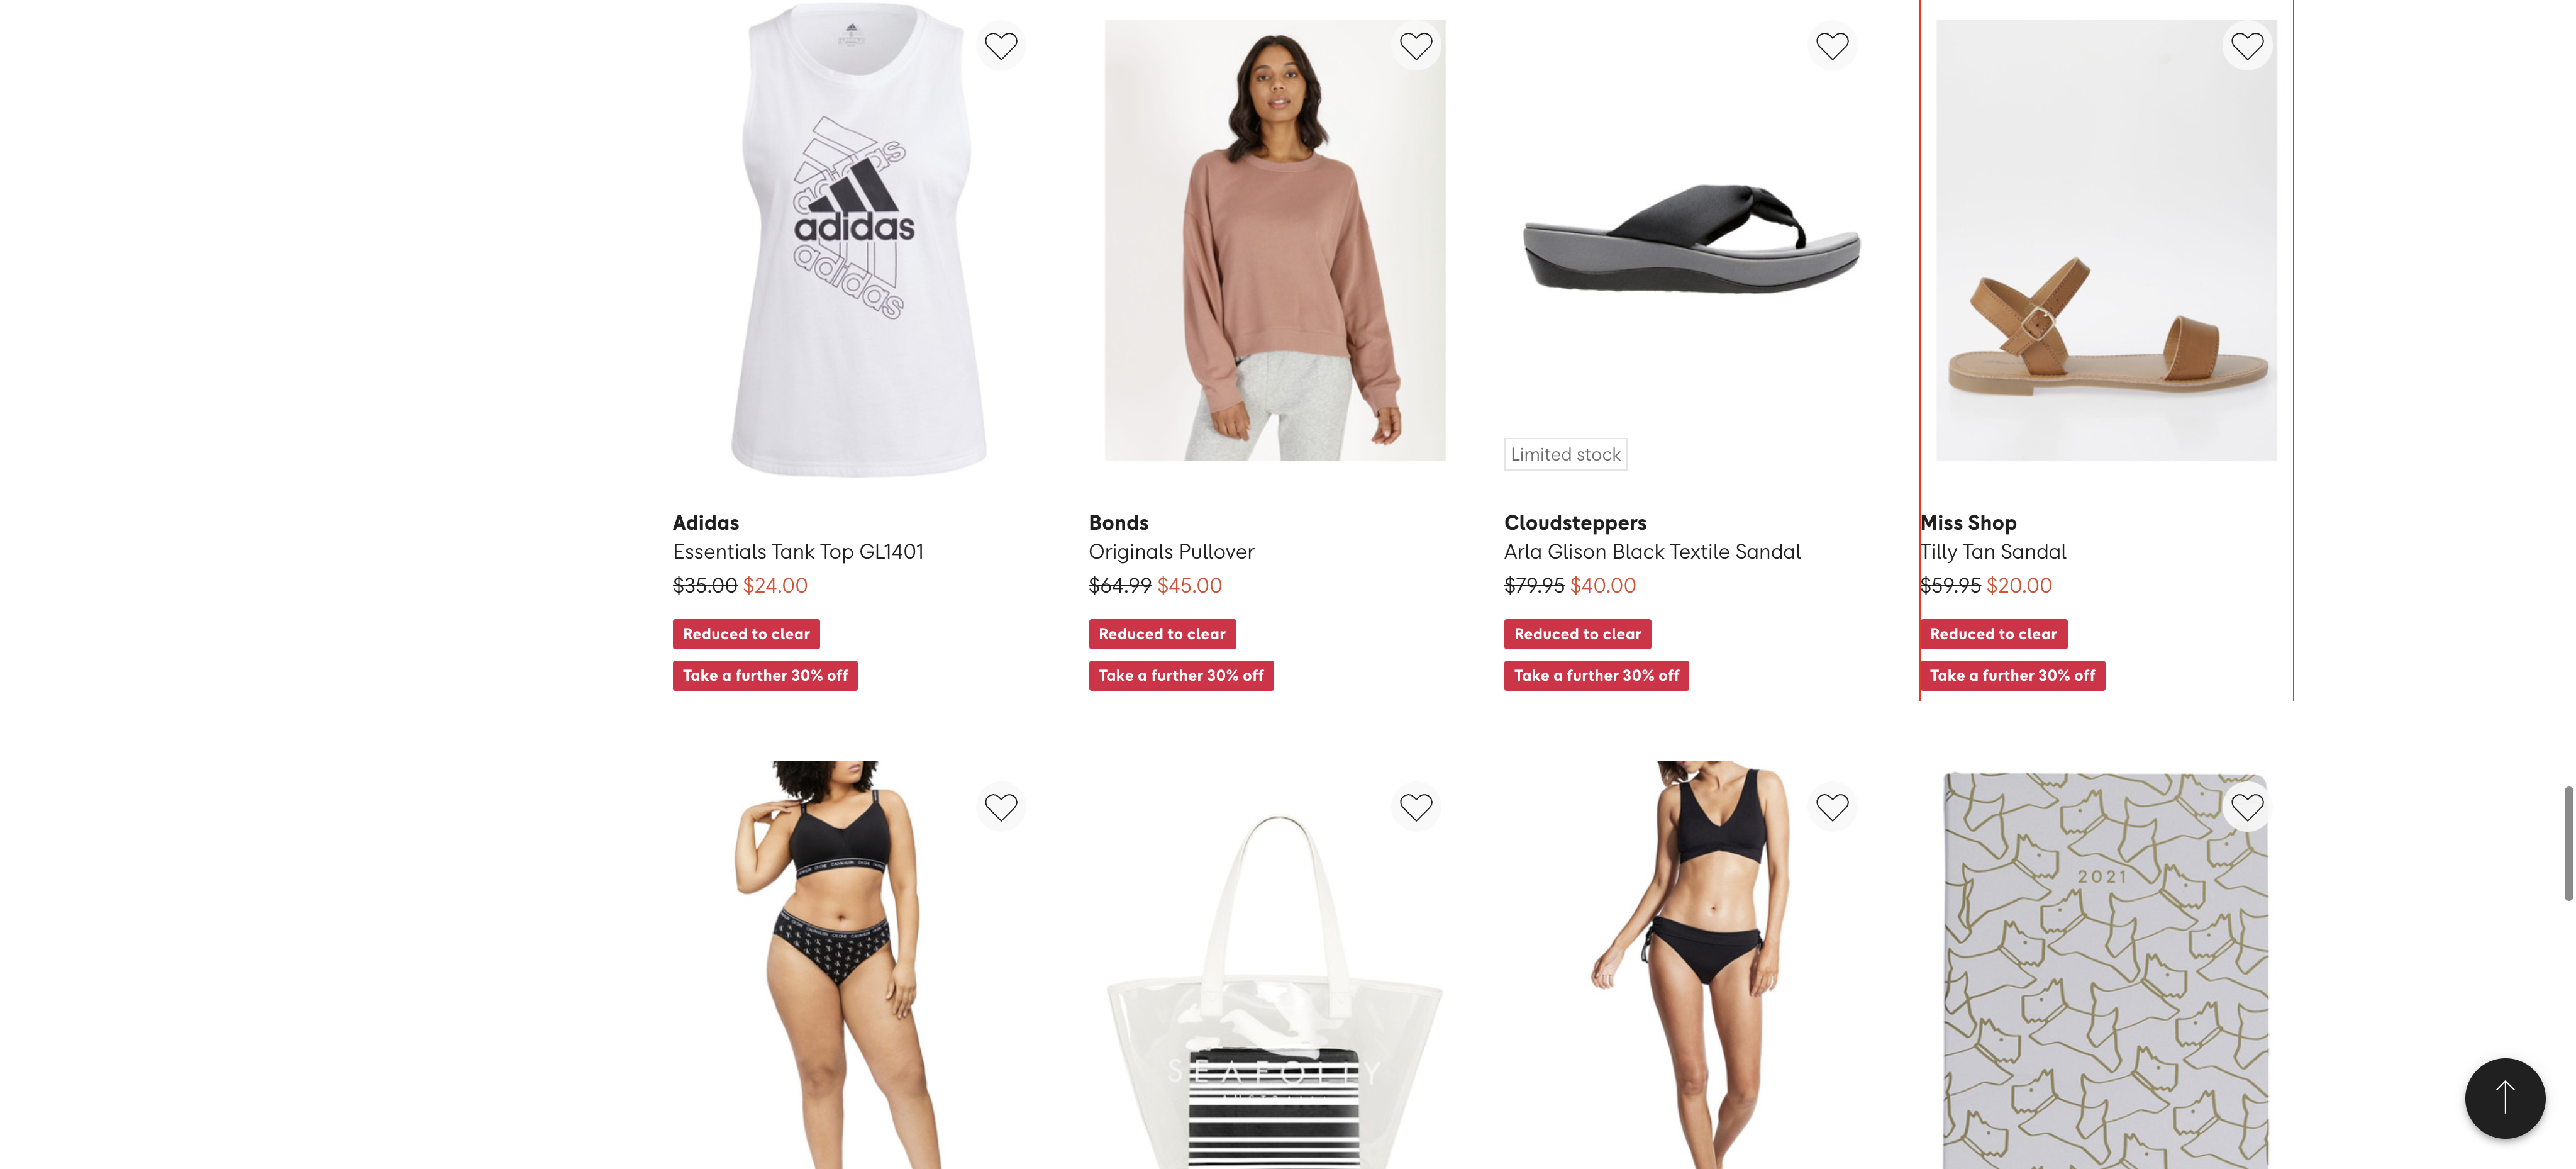 adidas
adidas
adidas
Limited stock
Adidas
Essentials Tank Top GL1401
$35.00 $24.00
Reduced to clear
Take a further 30% off
Bonds
Originals Pullover
$64.99 $45.00
Reduced to clear
Take a further 30% off
Cloudsteppers
Arla Glison Black Textile Sandal
$79.95 $40.00
Reduced to clear
Take a further 30% off
Miss Shop
Tilly Tan Sandal
$59.95 $20.00
Reduced to clear
Take a further 30% off
2021
SEAFOLLY